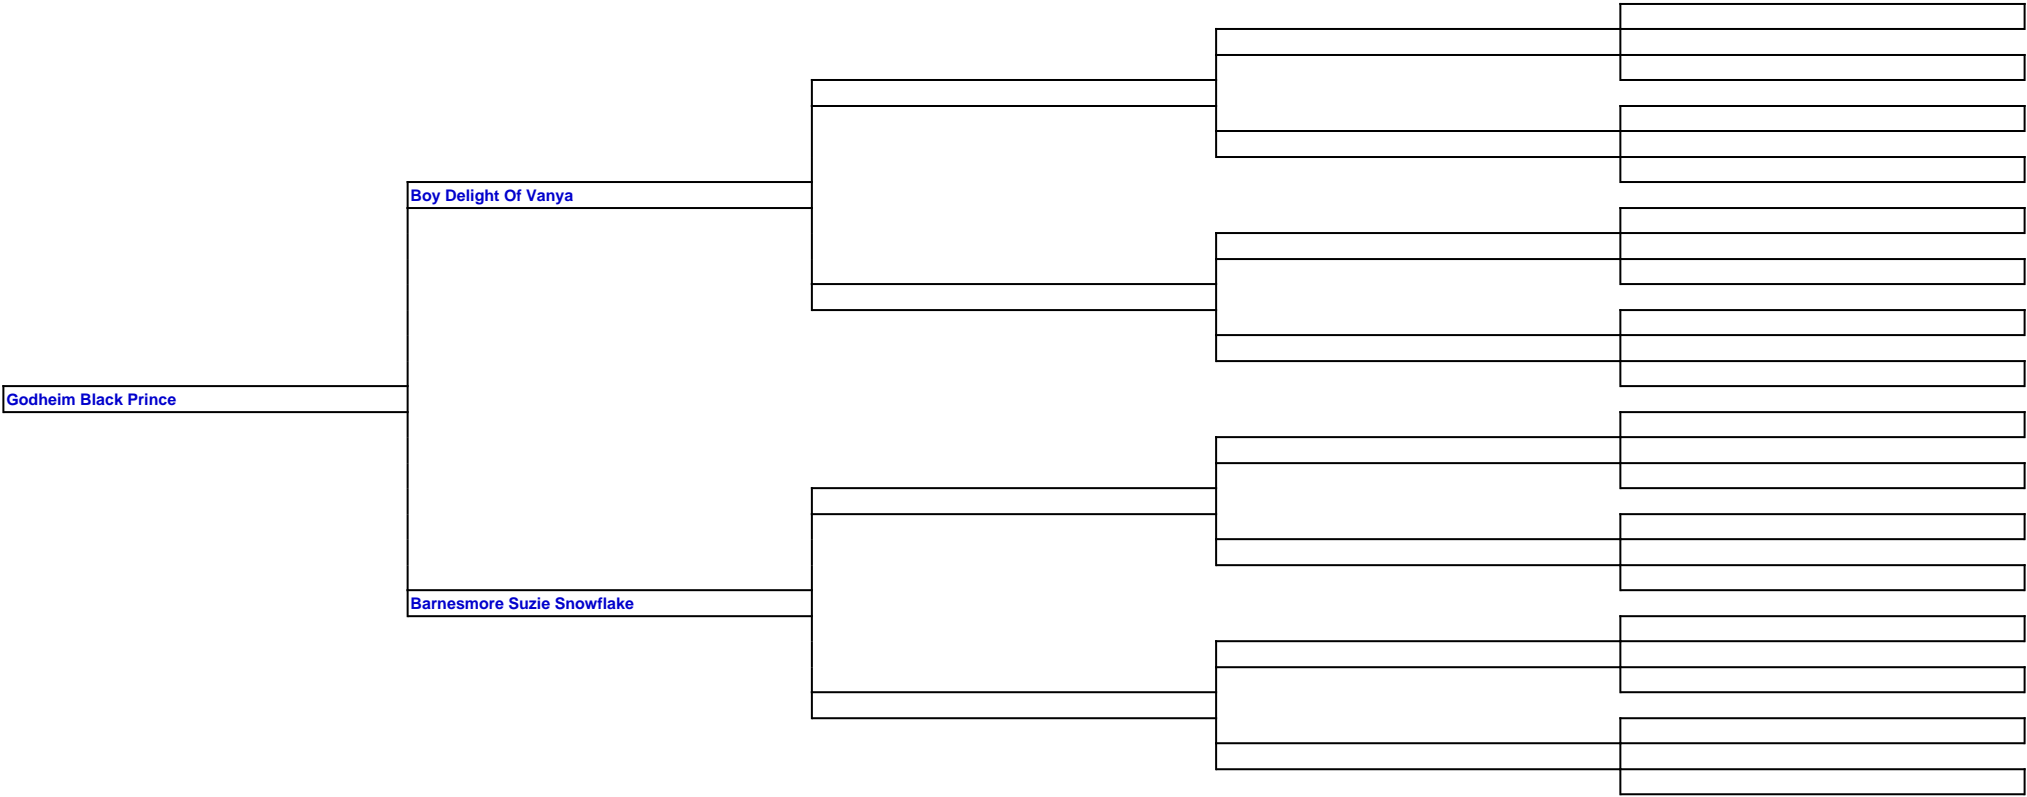 Boy Delight Of Vanya
Godheim Black Prince
Barnesmore Suzie Snowflake